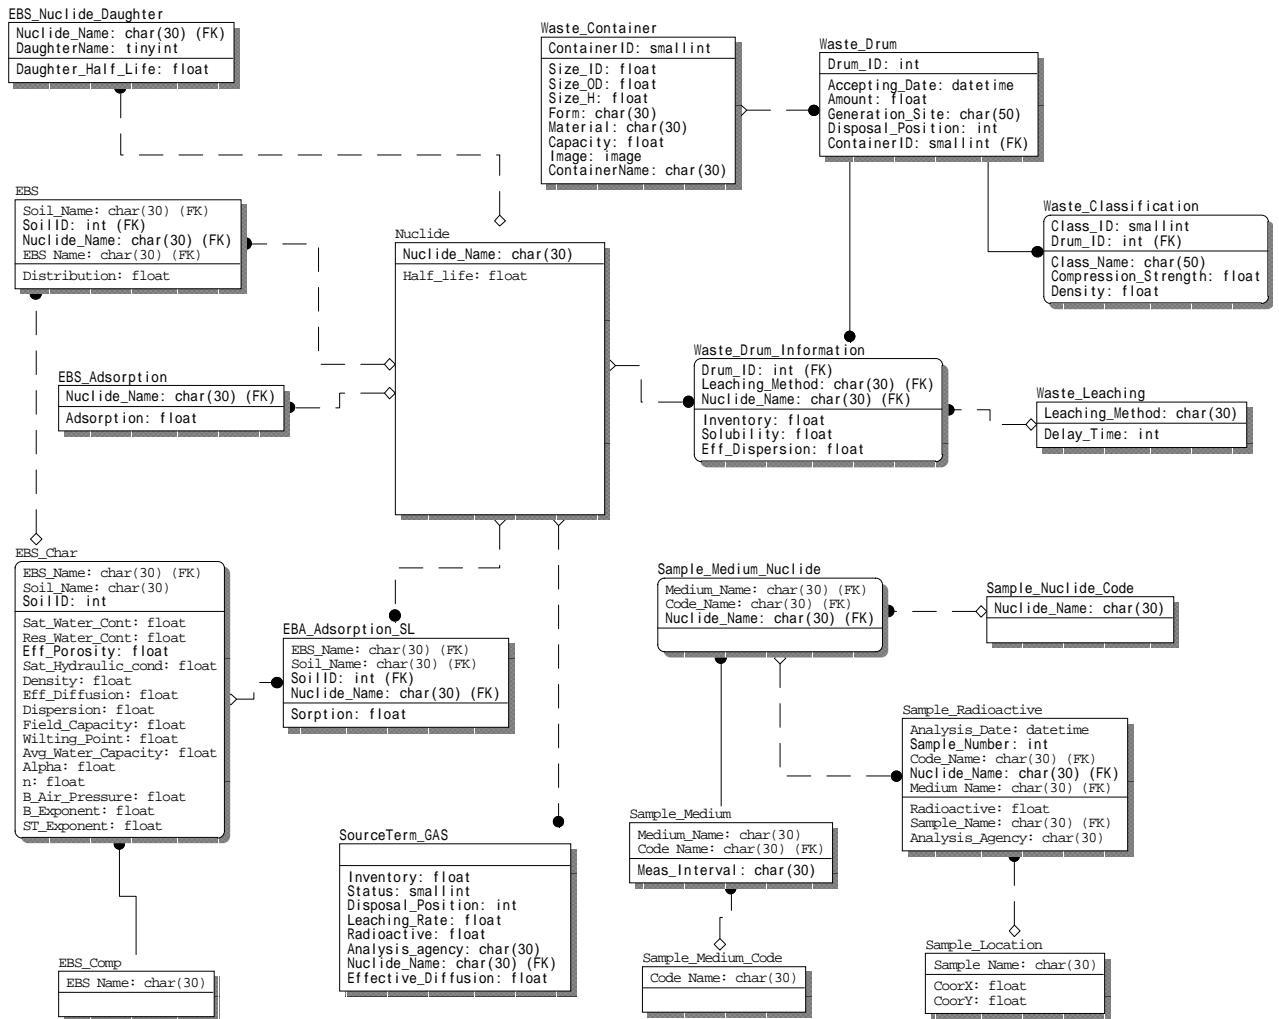 EBS_Nuclide_Daughter
Nuclide_Name: char(30) (FK)
DaughterName: tinyint
Daughter_Half_Life: float
Waste_Container
ContainerID: smallint
Size_ID: float
Size_OD: float
Size_H: float
Form: char(30)
Material: char(30)
Capacity: float
Image: image
ContainerName: char(30)
Waste_Drum
Drum_ID: int
Accepting_Date: datetime
Amount: float
Generation_Site: char(50)
Disposal_Position: int
ContainerID: smallint (FK)
EBS
Soil_Name: char(30) (FK)
SoilID: int (FK)
Nuclide_Name: char(30) (FK)
EBS Name: char(30) (FK)
Distribution: float
Nuclide
Nuclide_Name: char(30)
Half_life: float
Waste_Classification
Class_ID: smallint
Drum_ID: int (FK)
Class_Name: char(50)
Compression_Strength: float
Density: float
EBS_Adsorption
Nuclide_Name: char(30) (FK)
Adsorption: float
Waste_Drum_Information
Drum_ID: int (FK)
Leaching_Method: char(30) (FK)
Nuclide_Name: char(30) (FK)
Inventory: float
Solubility: float
Eff_Dispersion: float
Waste_Leaching
Leaching_Method: char(30)
Delay_Time: int
EBS_Char
EBS_Name: char(30) (FK)
Soil_Name: char(30)
SoilID: int
Sat_Water_Cont: float
Res_Water_Cont: float
Eff_Porosity: float
Sat_Hydraulic_cond: float
Density: float
Eff_Diffusion: float
Dispersion: float
Field_Capacity: float
Wilting_Point: float
Avg_Water_Capacity: float
Alpha: float
n: float
B_Air_Pressure: float
B_Exponent: float
ST_Exponent: float
EBA_Adsorption_SL
EBS_Name: char(30) (FK)
Soil_Name: char(30) (FK)
SoilID: int (FK)
Nuclide_Name: char(30) (FK)
Sorption: float
Sample_Medium_Nuclide
Medium_Name: char(30) (FK)
Code_Name: char(30) (FK)
Nuclide_Name: char(30) (FK)
Sample_Nuclide_Code
Nuclide_Name: char(30)
Sample_Radioactive
Analysis_Date: datetime
Sample_Number: int
Code_Name: char(30) (FK)
Nuclide_Name: char(30) (FK)
Medium Name: char(30) (FK)
Radioactive: float
Sample_Name: char(30) (FK)
Analysis_Agency: char(30)
SourceTerm_GAS
Inventory: float
Status: smallint
Disposal_Position: int
Leaching_Rate: float
Radioactive: float
Analysis_agency: char(30)
Nuclide_Name: char(30) (FK)
Effective_Diffusion: float
Sample_Medium
Medium_Name: char(30)
Code Name: char(30) (FK)
Meas_Interval: char(30)
EBS_Comp
EBS Name: char(30)
Sample_Medium_Code
Code Name: char(30)
Sample_Location
Sample Name: char(30)
CoorX: float
CoorY: float